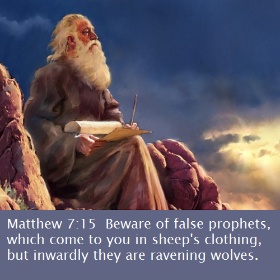 Matthew 7:15  Beware of false prophets,
which come to you in sheep's clothing,
but inwardly they are ravening wolves.